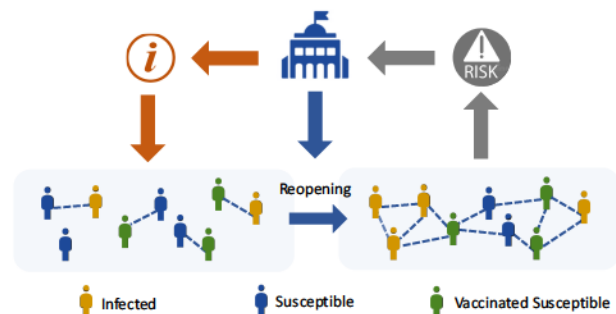 i
RISK
Reopening
Infected
Susceptible
Vaccinated Susceptible